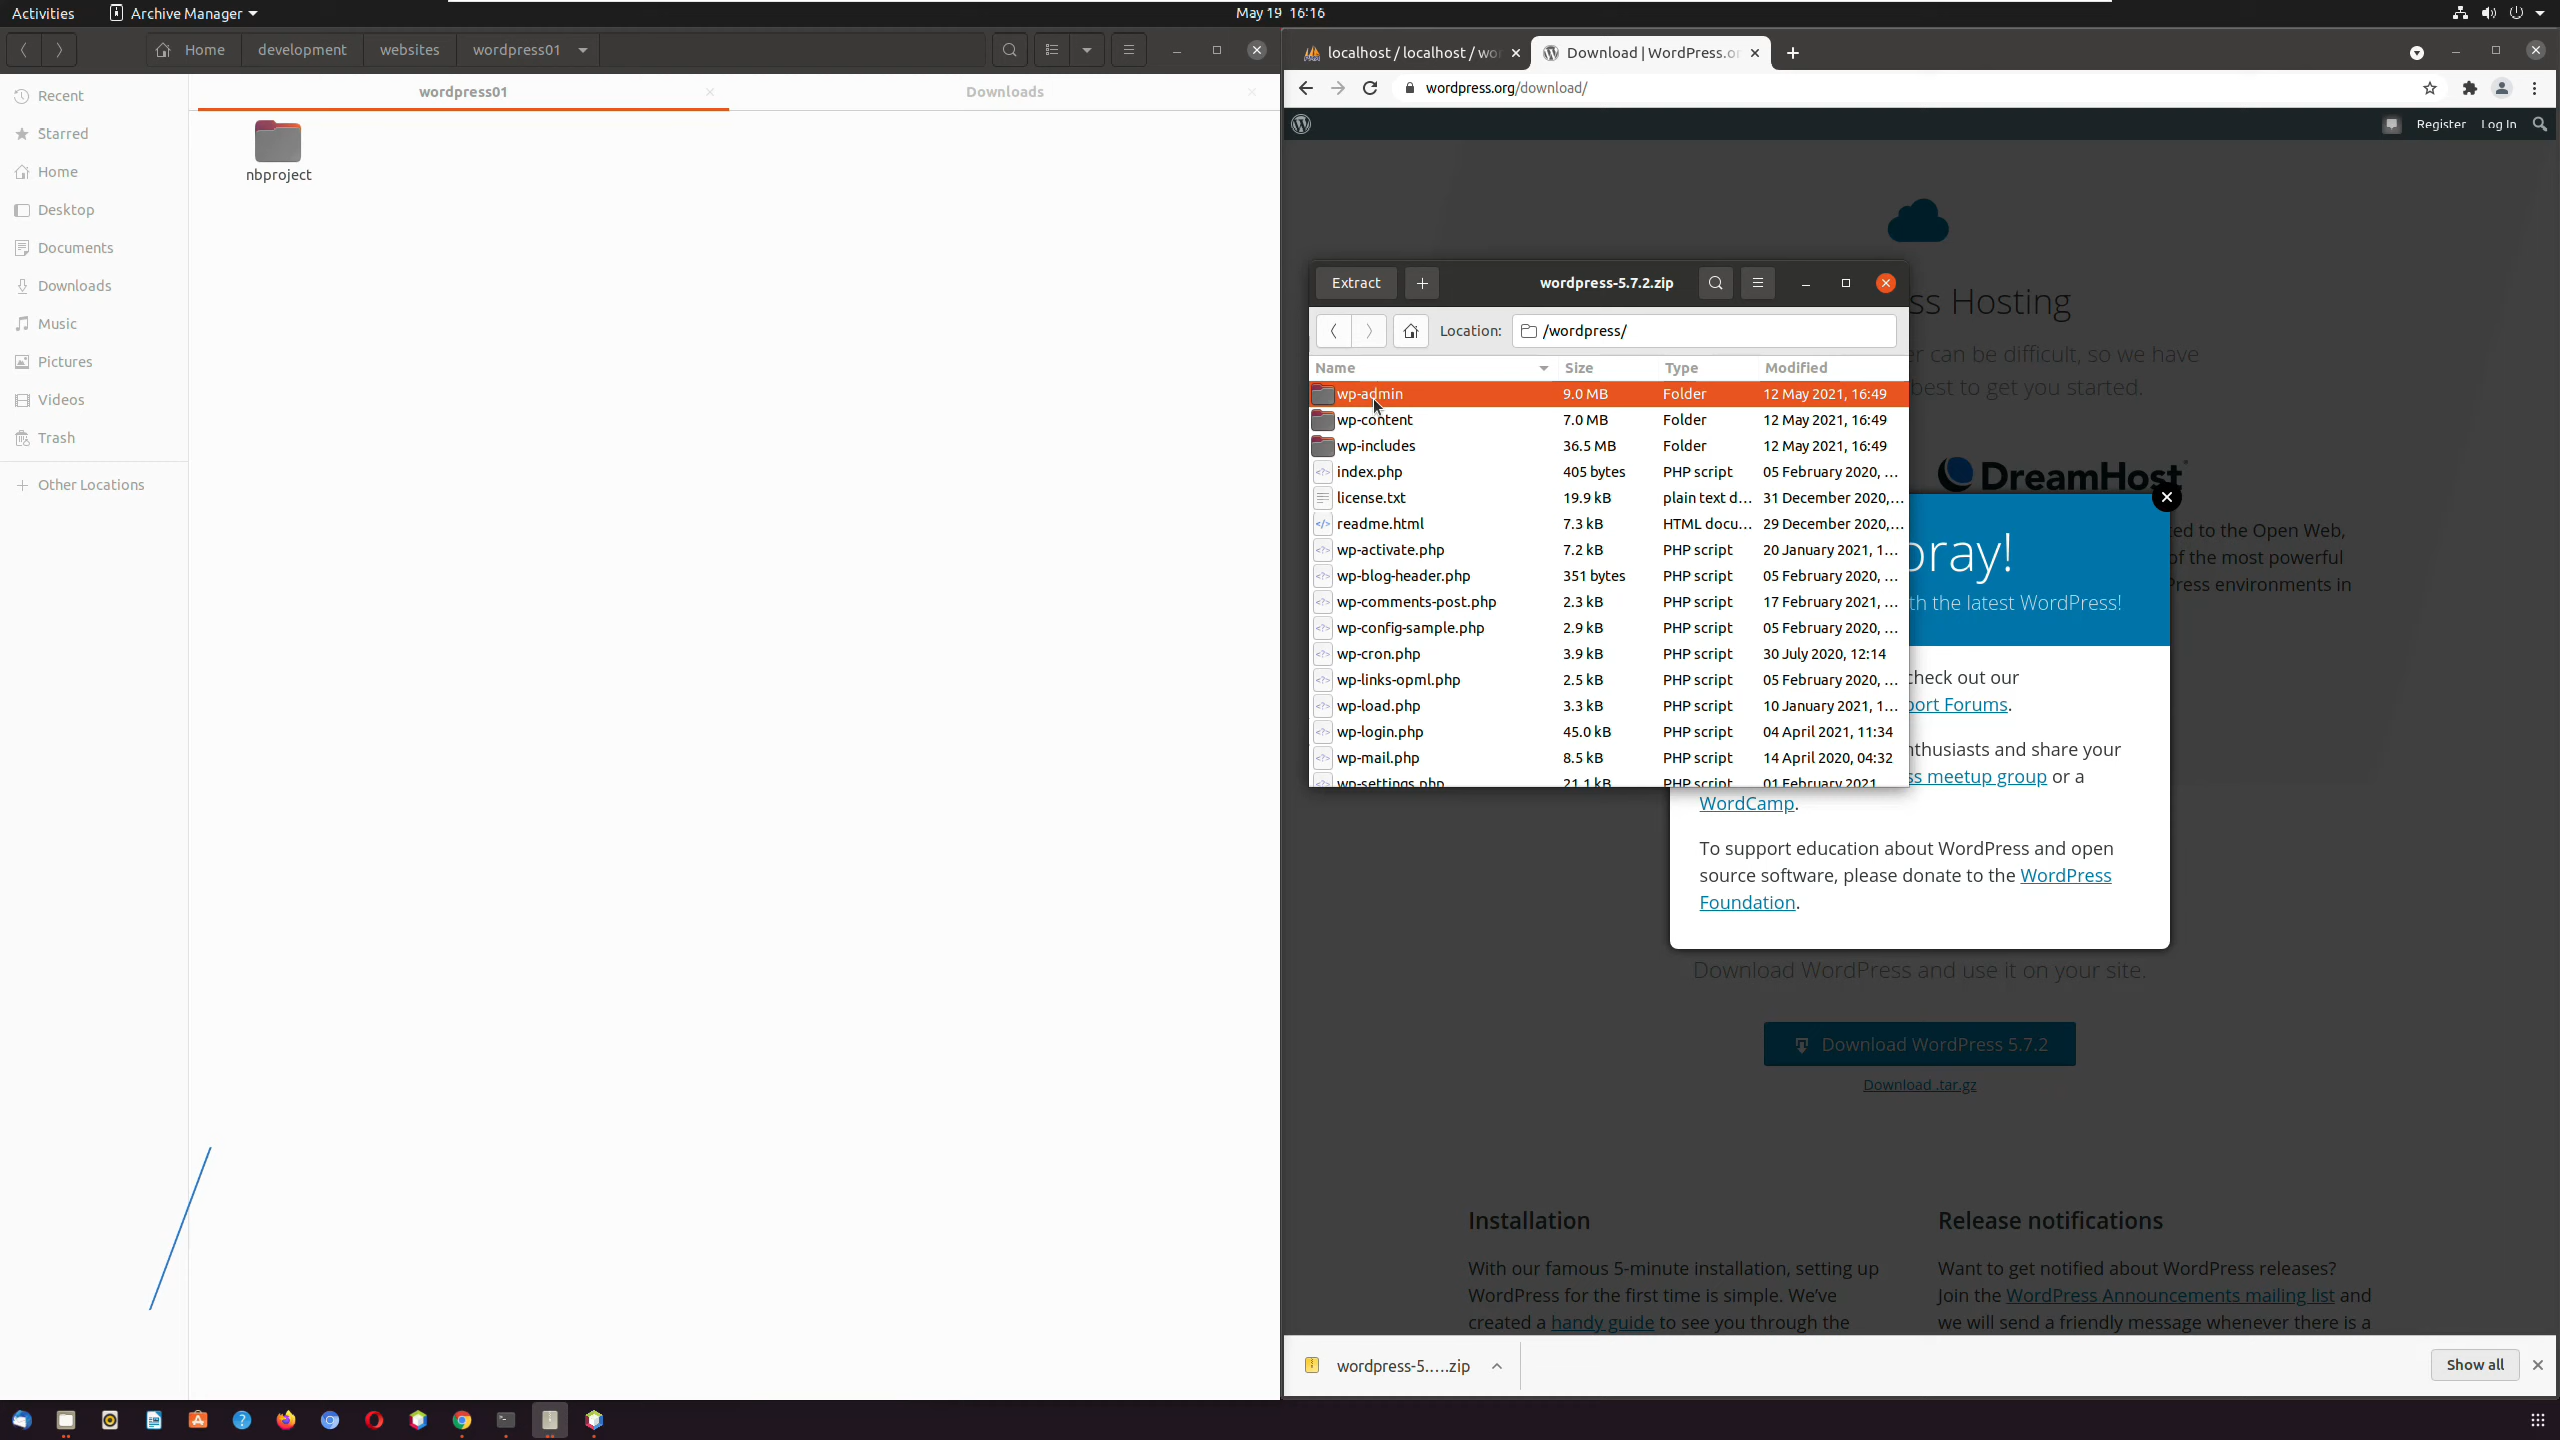 Activities
Archive Manager
May 19 16:16
Home
development
websites
wordpress01
wordpress01
Downloads
Recent
Starred
Home
Desktop
Documents
Downloads
Music
Pictures
Videos
Trash
Other Locations
nbproject
localhost / localhost / wo
Download | WordPress.or
wordpress.org/download/
Register
Log In
ss Hosting
er can be difficult, so we have
best to get you started.
DreamHost
ed to the Open Web,
of the most powerful
Press environments in
Extract
wordpress-5.7.2.zip
Location:
/wordpress/
Name Size Type Modified
wp-admin 9.0 MB Folder 12 May 2021, 16:49
wp-content 7.0 MB Folder 12 May 2021, 16:49
wp-includes 36.5 MB Folder 12 May 2021, 16:49
index.php 405 bytes PHP script 05 February 2020, ...
license.txt 19.9 kB plain text d... 31 December 2020,...
readme.html 7.3 kB HTML docu... 29 December 2020,...
wp-activate.php 7.2 kB PHP script 20 January 2021, 1...
wp-blog-header.php 351 bytes PHP script 05 February 2020, ...
wp-comments-post.php 2.3 kB PHP script 17 February 2021, ...
wp-config-sample.php 2.9 kB PHP script 05 February 2020, ...
wp-cron.php 3.9 kB PHP script 30 July 2020, 12:14
wp-links-opml.php 2.5 kB PHP script 05 February 2020, ...
wp-load.php 3.3 kB PHP script 10 January 2021, 1...
wp-login.php 45.0 kB PHP script 04 April 2021, 11:34
wp-mail.php 8.5 kB PHP script 14 April 2020, 04:32
wp-settings.php 21.1 kB PHP script 01 February 2021
oray!
th the latest WordPress!
check out our
port Forums.
nthusiasts and share your
ss meetup group or a
WordCamp.
To support education about WordPress and open
source software, please donate to the WordPress
Foundation.
Download WordPress and use it on your site.
Download WordPress 5.7.2
Download .tar.gz
Installation
With our famous 5-minute installation, setting up
WordPress for the first time is simple. We've
created a handy guide to see you through the
Release notifications
Want to get notified about WordPress releases?
Join the WordPress Announcements mailing list and
we will send a friendly message whenever there is a
wordpress-5.....zip
Show all